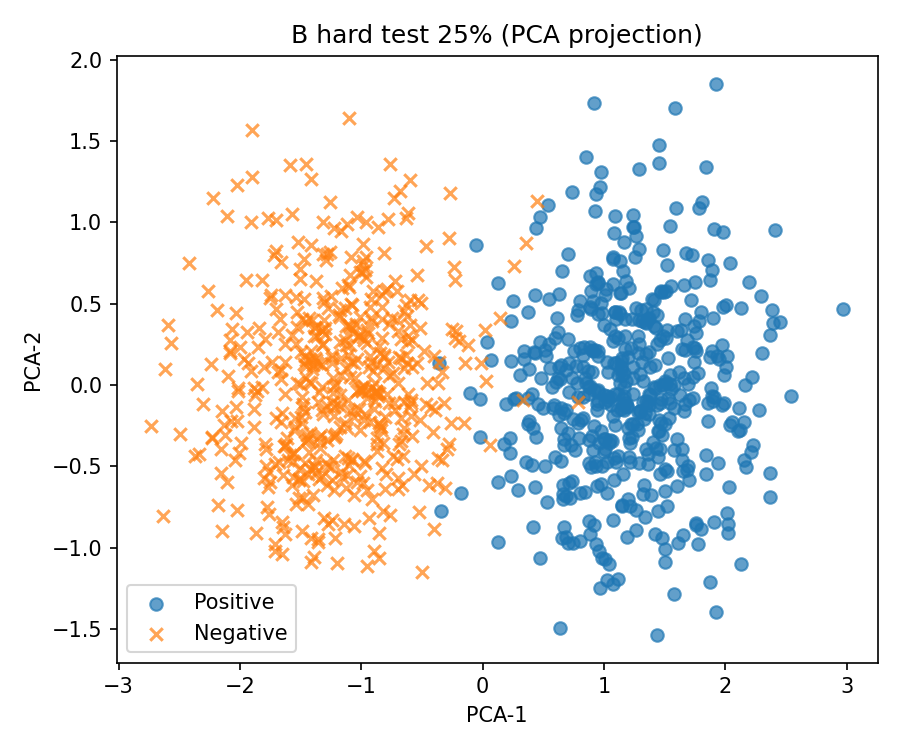 B hard test 25% (PCA projection)
2.0
1.5
1.0
0.5
0.0
−0.5
−1.0
−1.5
PCA-2
Positive
Negative
−3 −2 −1 0 1 2 3
PCA-1